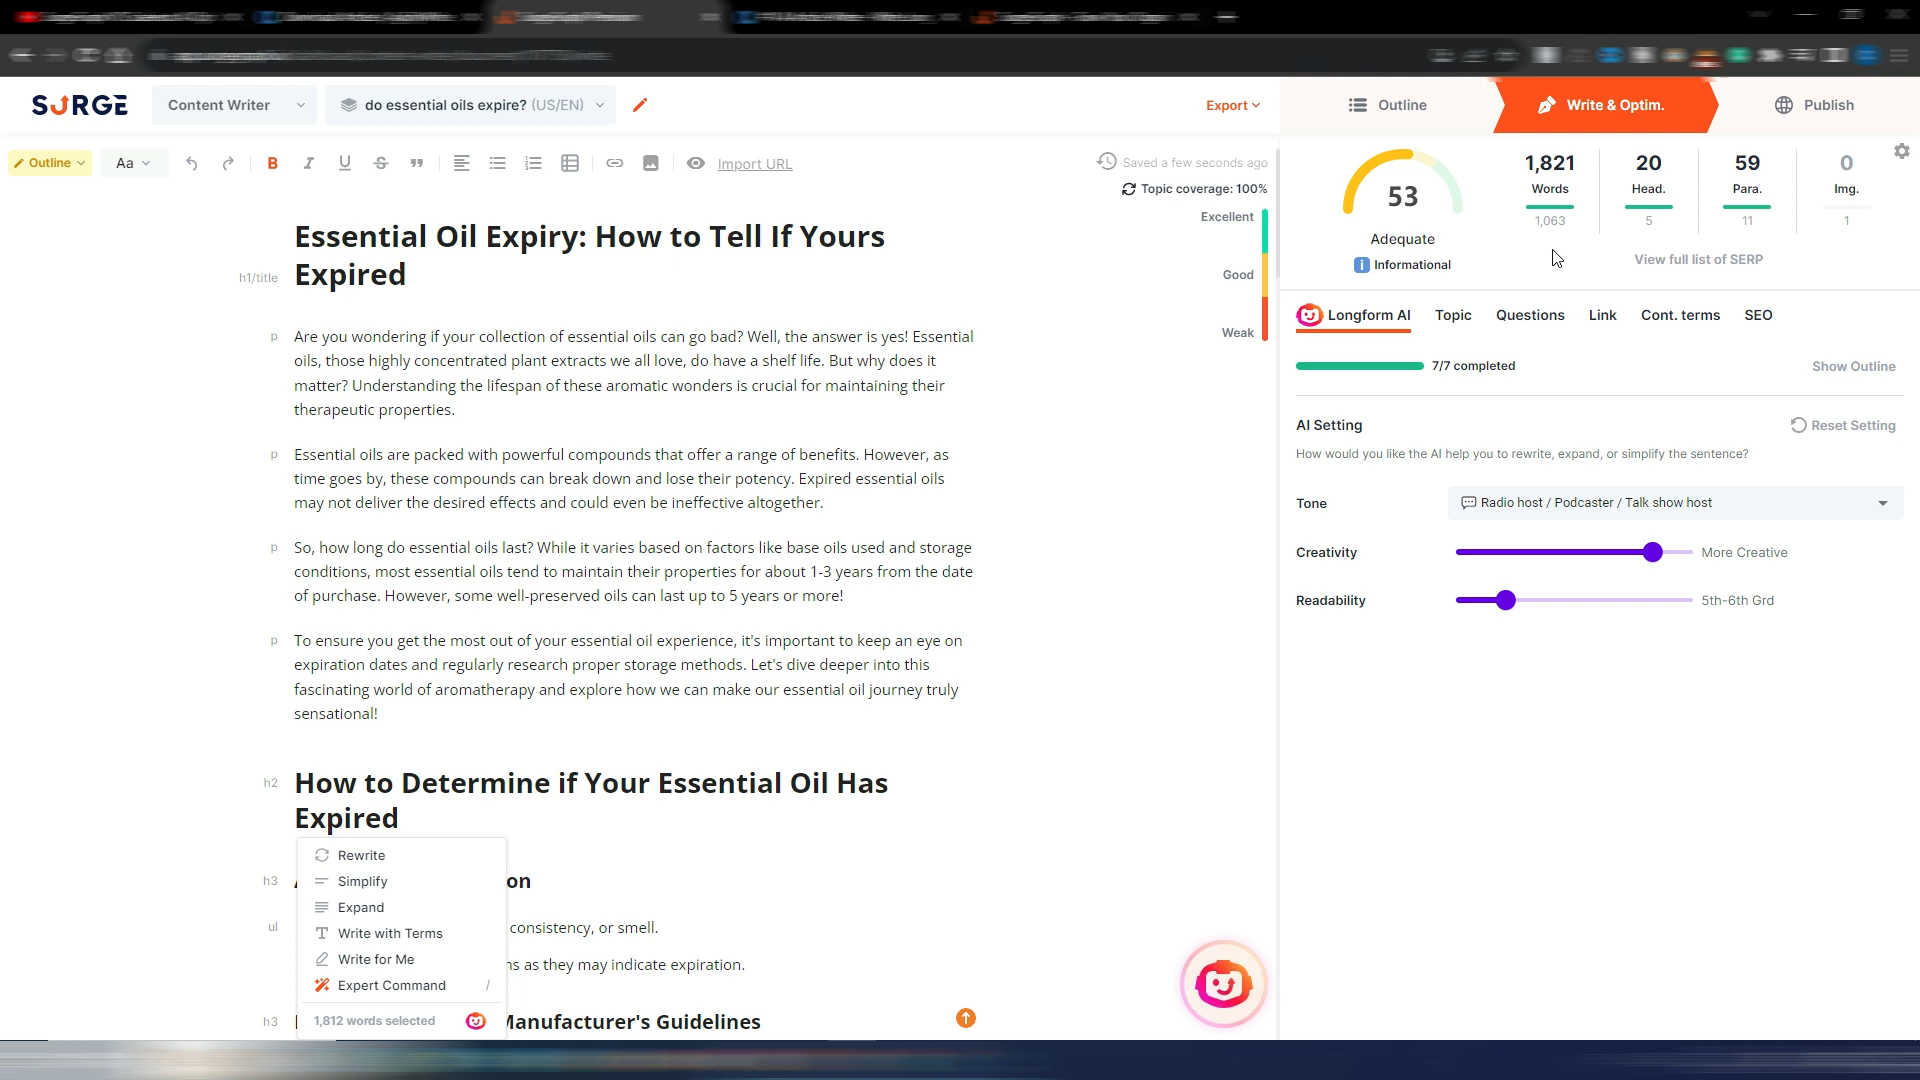 SURGE
Content Writer
do essential oils expire? (US/EN)
Export
Outline
Write & Optim.
Publish
Outline
Aa
B
I
U
S
Import URL
Saved a few seconds ago
Topic coverage: 100%
Excellent
Good
Weak
h1/title
Essential Oil Expiry: How to Tell If Yours
Expired
p
Are you wondering if your collection of essential oils can go bad? Well, the answer is yes! Essential
oils, those highly concentrated plant extracts we all love, do have a shelf life. But why does it
matter? Understanding the lifespan of these aromatic wonders is crucial for maintaining their
therapeutic properties.
p
Essential oils are packed with powerful compounds that offer a range of benefits. However, as
time goes by, these compounds can break down and lose their potency. Expired essential oils
may not deliver the desired effects and could even be ineffective altogether.
p
So, how long do essential oils last? While it varies based on factors like base oils used and storage
conditions, most essential oils tend to maintain their properties for about 1-3 years from the date
of purchase. However, some well-preserved oils can last up to 5 years or more!
p
To ensure you get the most out of your essential oil experience, it's important to keep an eye on
expiration dates and regularly research proper storage methods. Let's dive deeper into this
fascinating world of aromatherapy and explore how we can make our essential oil journey truly
sensational!
h2
How to Determine if Your Essential Oil Has
Expired
Rewrite
Simplify
Expand
Write with Terms
Write for Me
Expert Command /
1,812 words selected
h3
on
ul
consistency, or smell.
ns as they may indicate expiration.
h3
Manufacturer's Guidelines
53
Adequate
Informational
1,821
Words
1,063
20
Head.
5
59
Para.
11
0
Img.
1
View full list of SERP
Longform AI
Topic
Questions
Link
Cont. terms
SEO
7/7 completed
Show Outline
AI Setting
Reset Setting
How would you like the AI help you to rewrite, expand, or simplify the sentence?
Tone
Radio host / Podcaster / Talk show host
Creativity
More Creative
Readability
5th-6th Grd